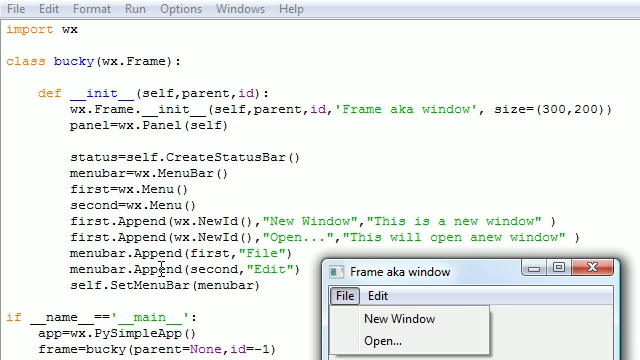 File Edit Format Run Options Windows Help
import wx
class bucky(wx.Frame):
def __init__(self,parent,id):
wx.Frame.__init__(self,parent,id,'Frame aka window', size=(300,200))
panel=wx.Panel(self)
status=self.CreateStatusBar()
menubar=wx.MenuBar()
first=wx.Menu()
second=wx.Menu()
first.Append(wx.NewId(),"New Window","This is a new window" )
first.Append(wx.NewId(),"Open...","This will open anew window" )
menubar.Append(first,"File")
menubar.Append(second,"Edit")
self.SetMenuBar(menubar)
if __name__=='__main__':
app=wx.PySimpleApp()
frame=bucky(parent=None,id=-1)
Frame aka window
File Edit
New Window
Open...